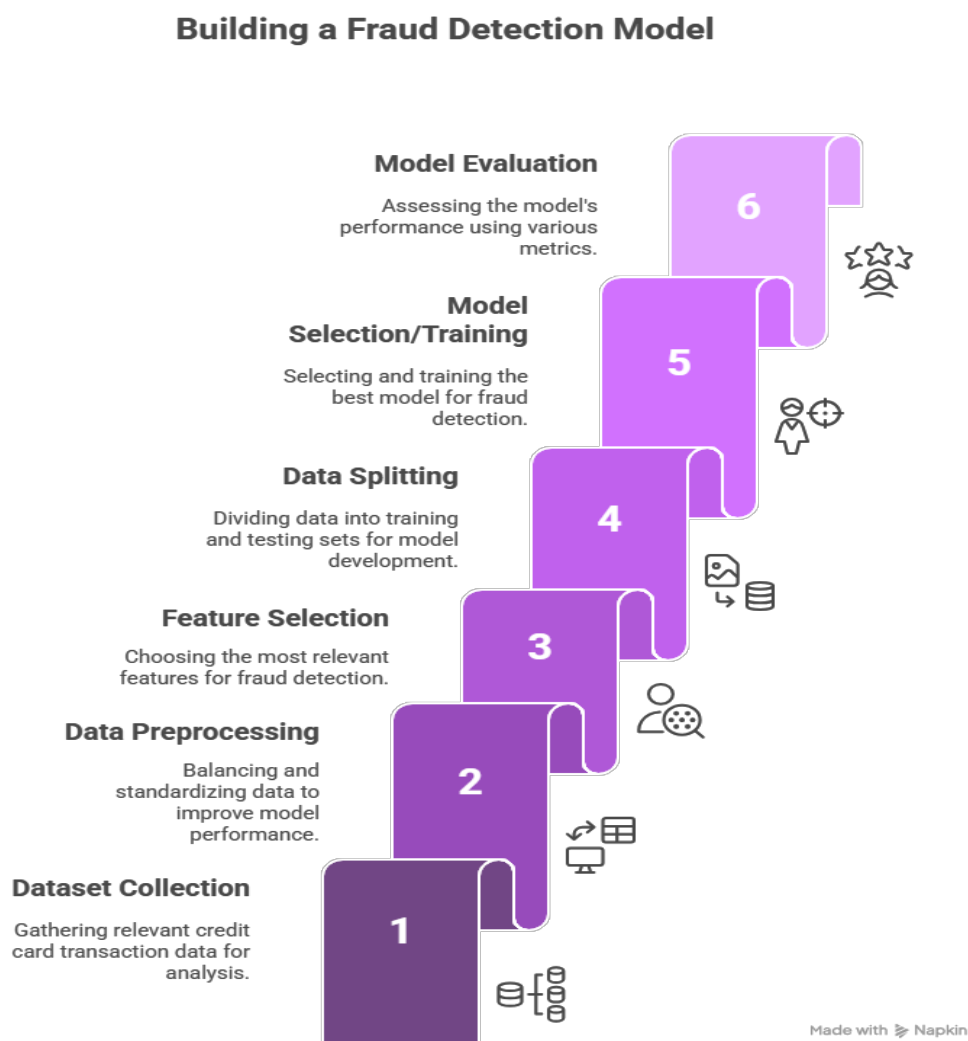 Building a Fraud Detection Model
Model Evaluation
Assessing the model's
performance using various
metrics.
6
Model
Selection/Training
Selecting and training the
best model for fraud
detection.
5
Data Splitting
Dividing data into training
and testing sets for model
development.
4
Feature Selection
Choosing the most relevant
features for fraud detection.
3
Data Preprocessing
Balancing and
standardizing data to
improve model
performance.
2
Dataset Collection
Gathering relevant credit
card transaction data for
analysis.
1
Made with Napkin